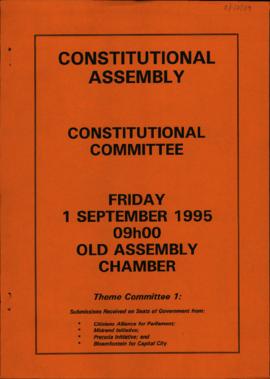 CONSTITUTIONAL
ASSEMBLY
CONSTITUTIONAL
COMMITTEE
FRIDAY
1 SEPTEMBER 1995
09h00
OLD ASSEMBLY
CHAMBER
Theme Committee 1:
Submissions Received on Seats of Government from:
* Citizens Alliance for Parliament;
* Midrand Initiative;
* Pretoria Initiative; and
* Bloemfontein for Capital City